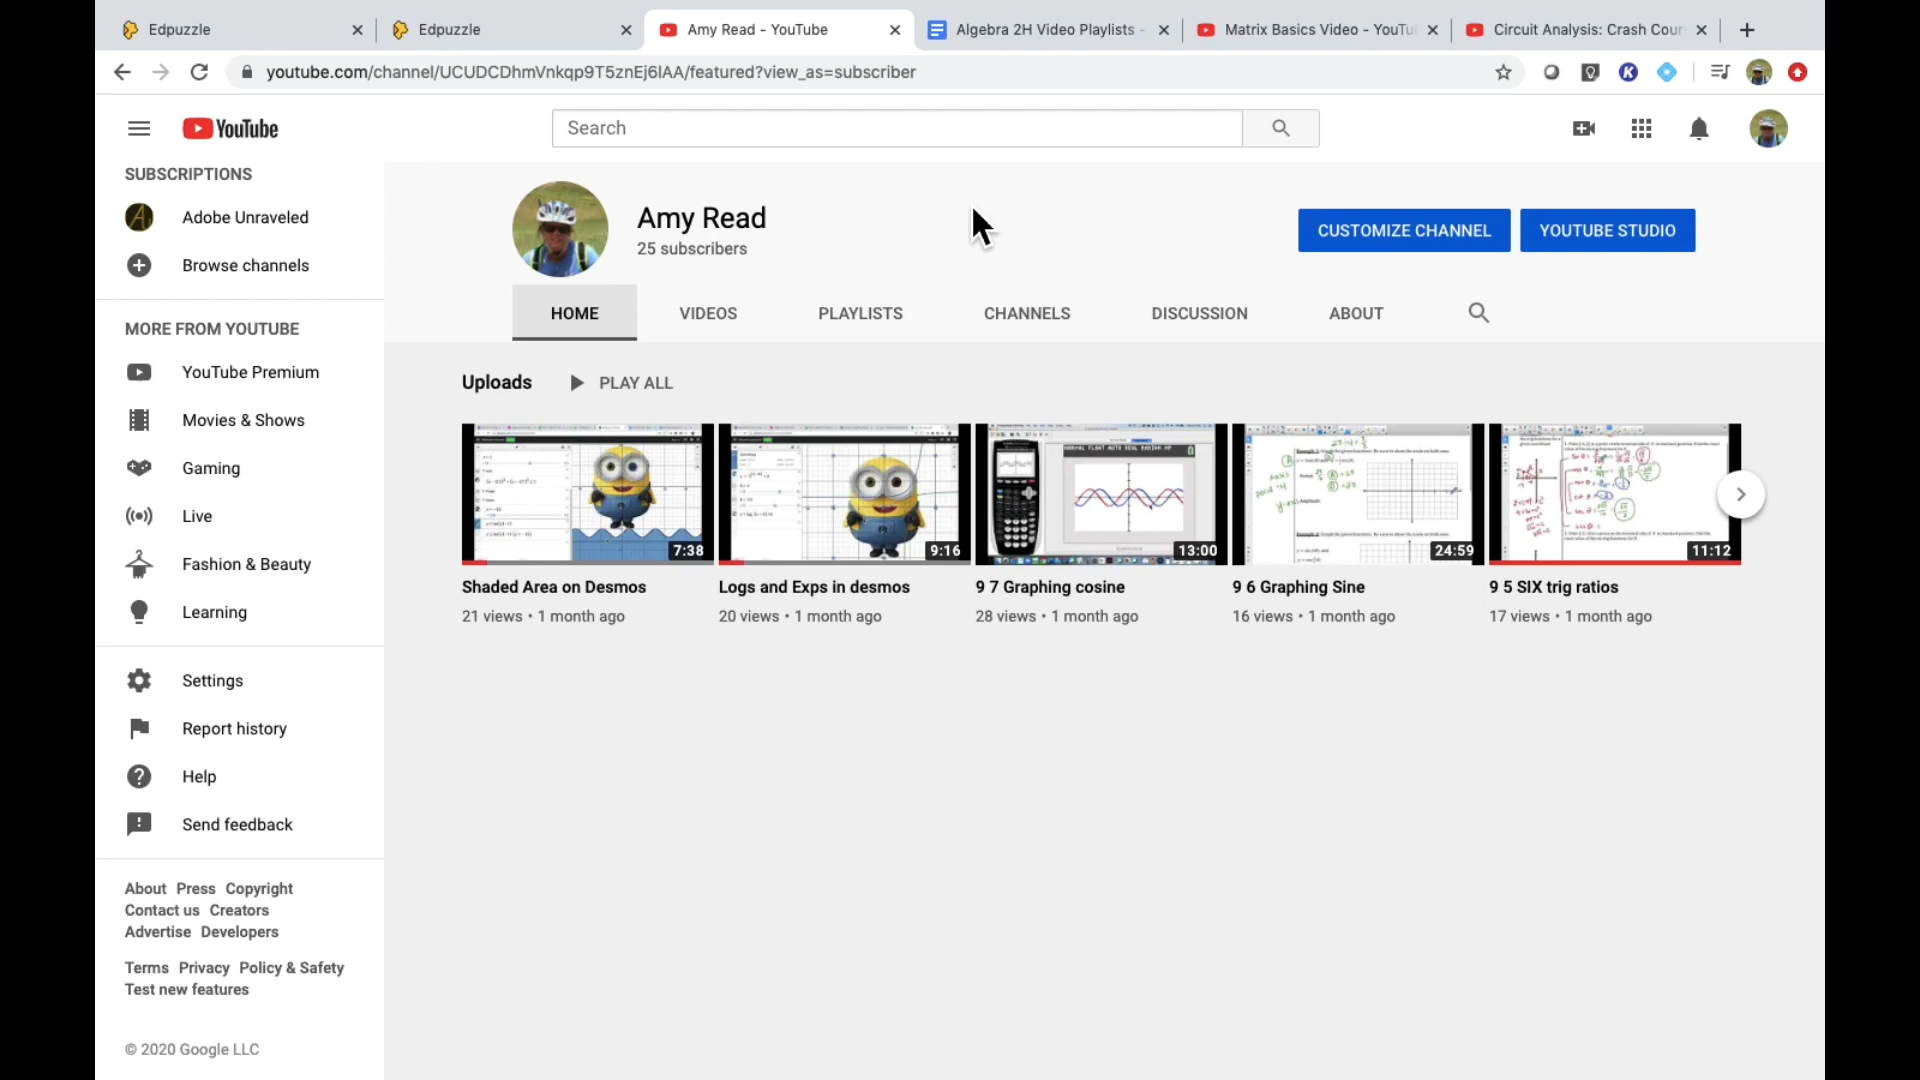 Edpuzzle
Edpuzzle
Amy Read - YouTube
Algebra 2H Video Playlists -
Matrix Basics Video - YouTu
Circuit Analysis: Crash Cour
youtube.com/channel/UCUDCDhmVnkqp9T5znEj6IAA/featured?view_as=subscriber
YouTube
Search
SUBSCRIPTIONS
Adobe Unraveled
Browse channels
MORE FROM YOUTUBE
YouTube Premium
Movies & Shows
Gaming
Live
Fashion & Beauty
Learning
Settings
Report history
Help
Send feedback
About Press Copyright
Contact us Creators
Advertise Developers
Terms Privacy Policy & Safety
Test new features
© 2020 Google LLC
Amy Read
25 subscribers
CUSTOMIZE CHANNEL
YOUTUBE STUDIO
HOME
VIDEOS
PLAYLISTS
CHANNELS
DISCUSSION
ABOUT
Uploads
PLAY ALL
7:38
Shaded Area on Desmos
21 views • 1 month ago
9:16
Logs and Exps in desmos
20 views • 1 month ago
NORMAL FLOAT AUTO REAL RADIAN MP
13:00
9 7 Graphing cosine
28 views • 1 month ago
24:59
9 6 Graphing Sine
16 views • 1 month ago
11:12
9 5 SIX trig ratios
17 views • 1 month ago